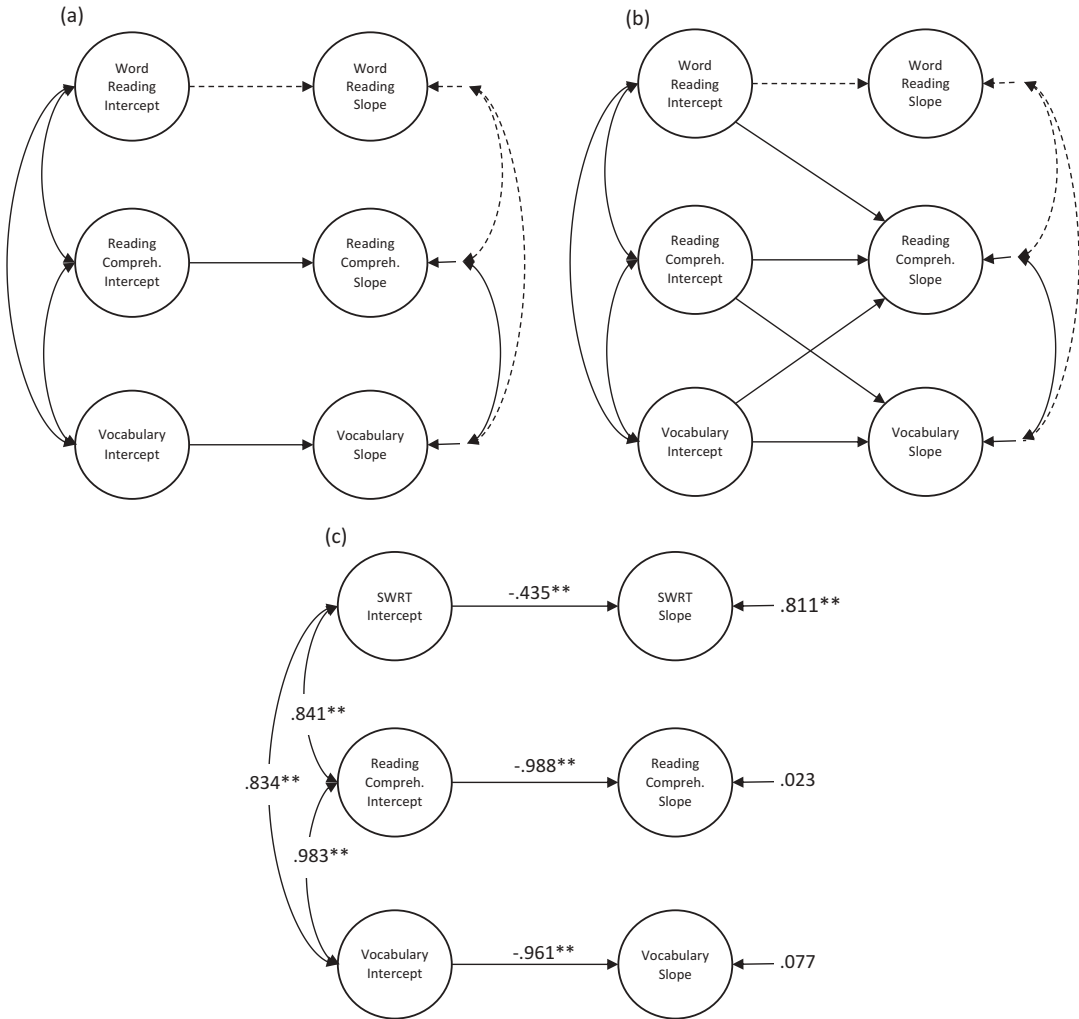 (a)
Word
Reading
Intercept
Word
Reading
Slope
Reading
Compreh.
Intercept
Reading
Compreh.
Slope
Vocabulary
Intercept
Vocabulary
Slope
(b)
Word
Reading
Intercept
Word
Reading
Slope
Reading
Compreh.
Intercept
Reading
Compreh.
Slope
Vocabulary
Intercept
Vocabulary
Slope
(c)
SWRT
Intercept
-.435**
SWRT
Slope
.811**
.841**
.834**
Reading
Compreh.
Intercept
-.988**
Reading
Compreh.
Slope
.023
.983**
Vocabulary
Intercept
-.961**
Vocabulary
Slope
.077